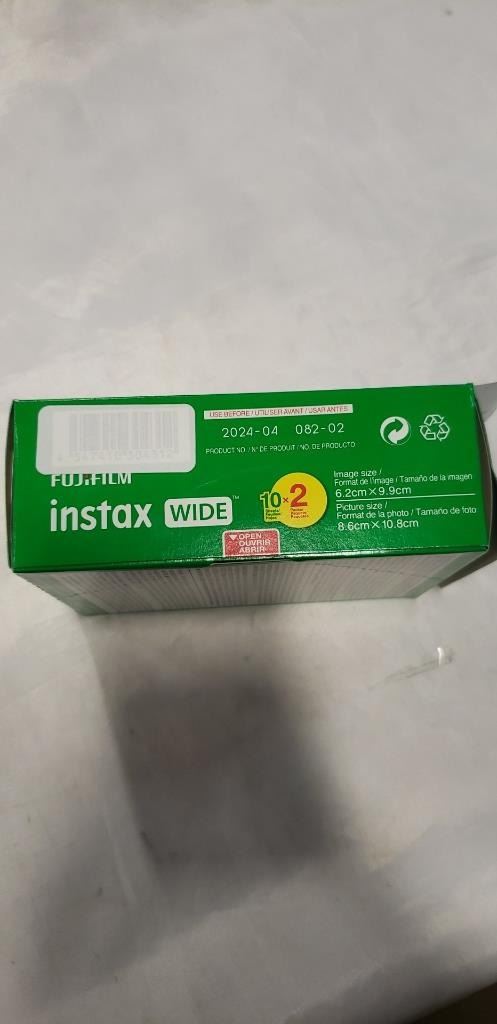 USE BEFORE / UTILISER AVANT / USAR ANTES
2024-04 082-02
PRODUCT NO. / N° DE PRODUIT / NO. DE PRODUCTO
FUJIFILM
instax WIDE™
10 × 2
OPEN
OUVRIR
ABRIR
Image size /
Format de l'image / Tamaño de la imagen
6.2cm×9.9cm
Picture size /
Format de la photo / Tamaño de foto
8.6cm×10.8cm